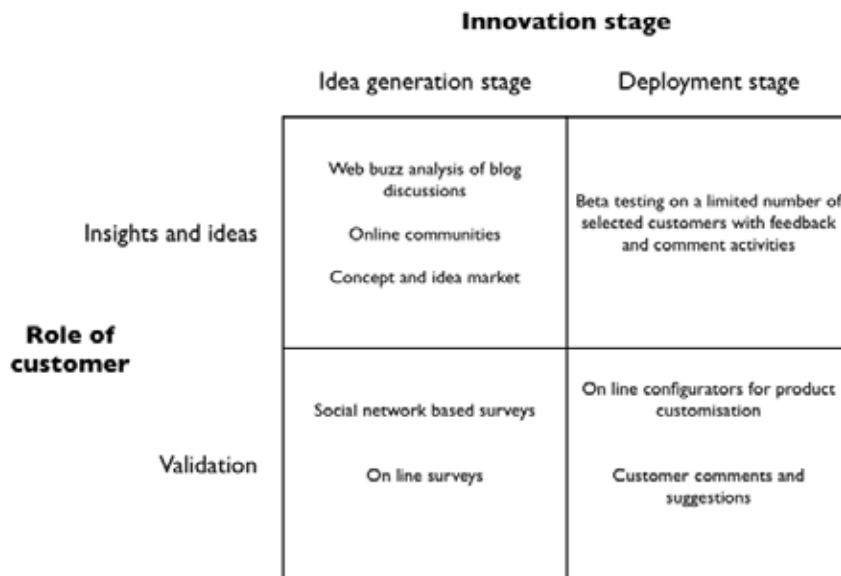 Innovation stage
Idea generation stage
Deployment stage
Web buzz analysis of blog
discussions
Online communities
Concept and idea market
Beta testing on a limited number of
selected customers with feedback
and comment activities
Insights and ideas
Role of
customer
Social network based surveys
On line surveys
On line configurators for product
customisation
Customer comments and
suggestions
Validation